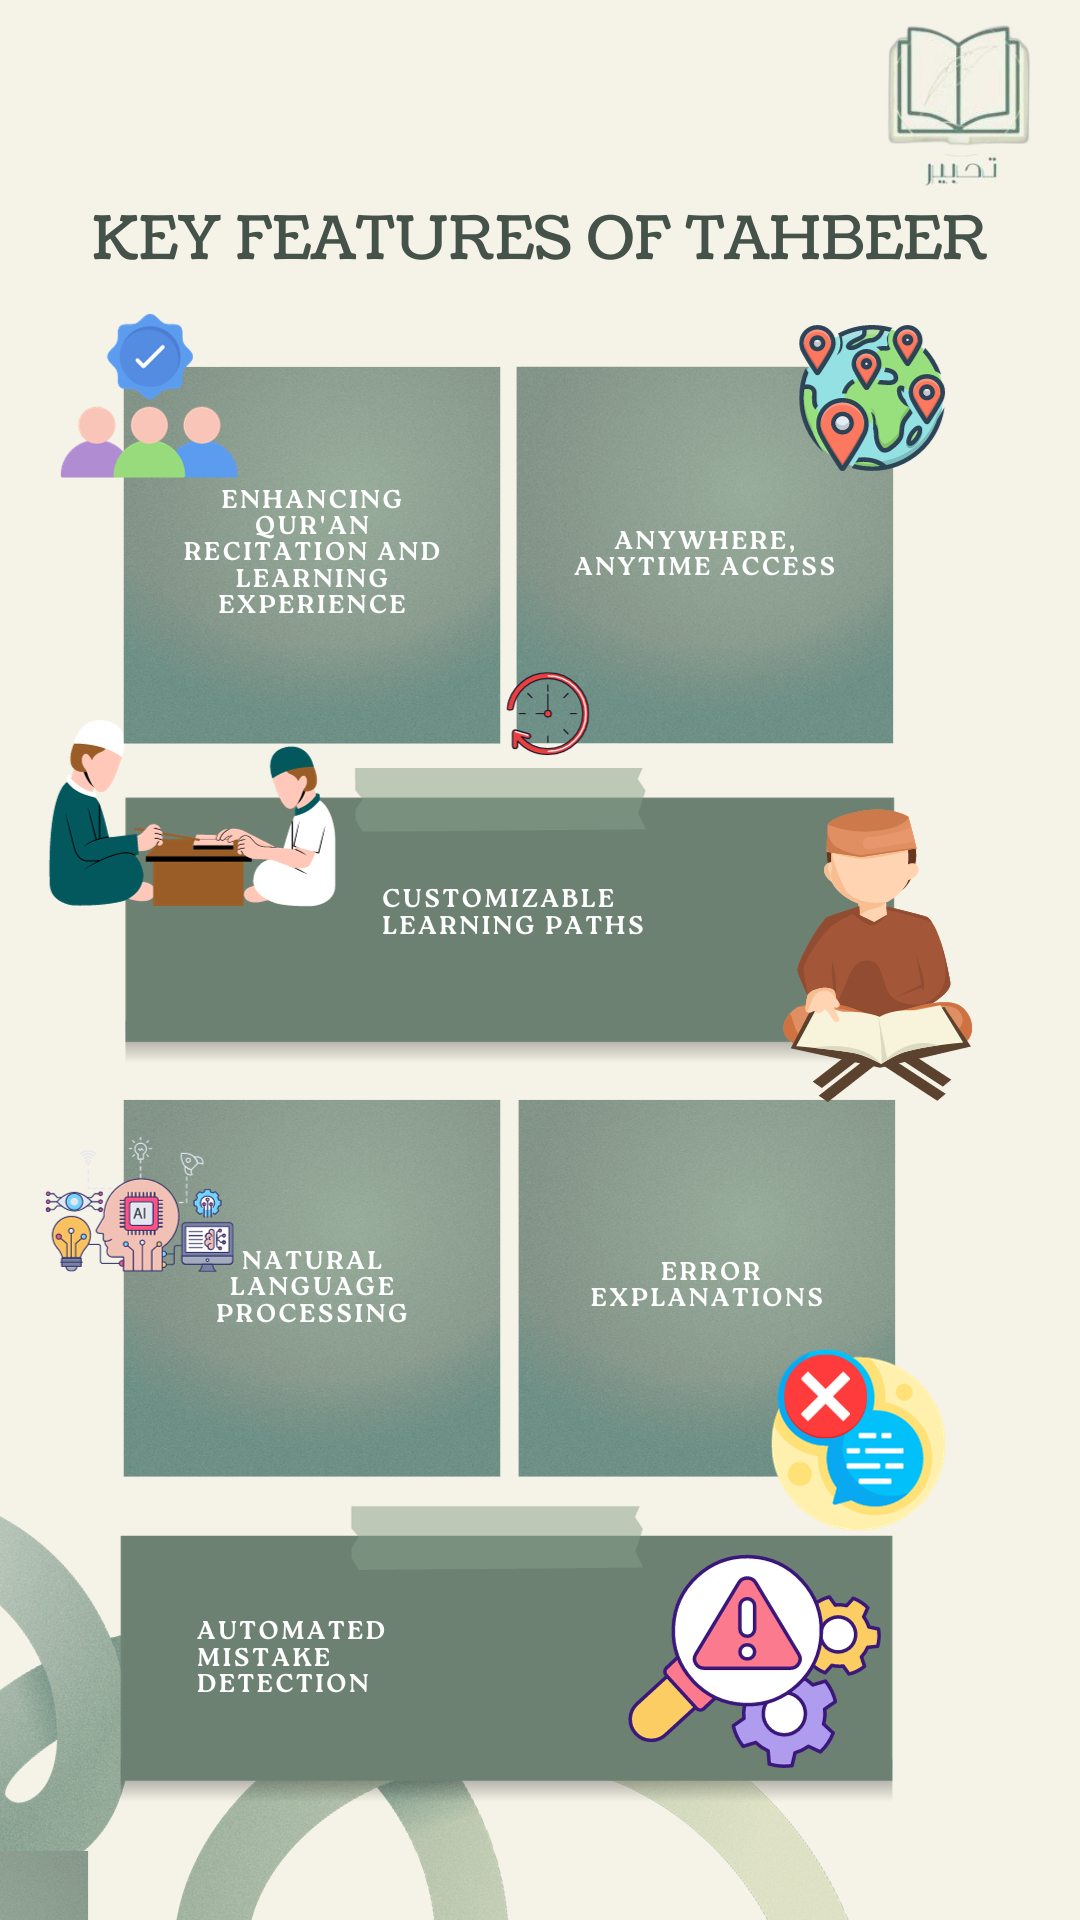 تحبير
KEY FEATURES OF TAHBEER
ENHANCING
QUR'AN
RECITATION AND
LEARNING
EXPERIENCE
ANYWHERE,
ANYTIME ACCESS
CUSTOMIZABLE
LEARNING PATHS
AI
NATURAL
LANGUAGE
PROCESSING
ERROR
EXPLANATIONS
AUTOMATED
MISTAKE
DETECTION